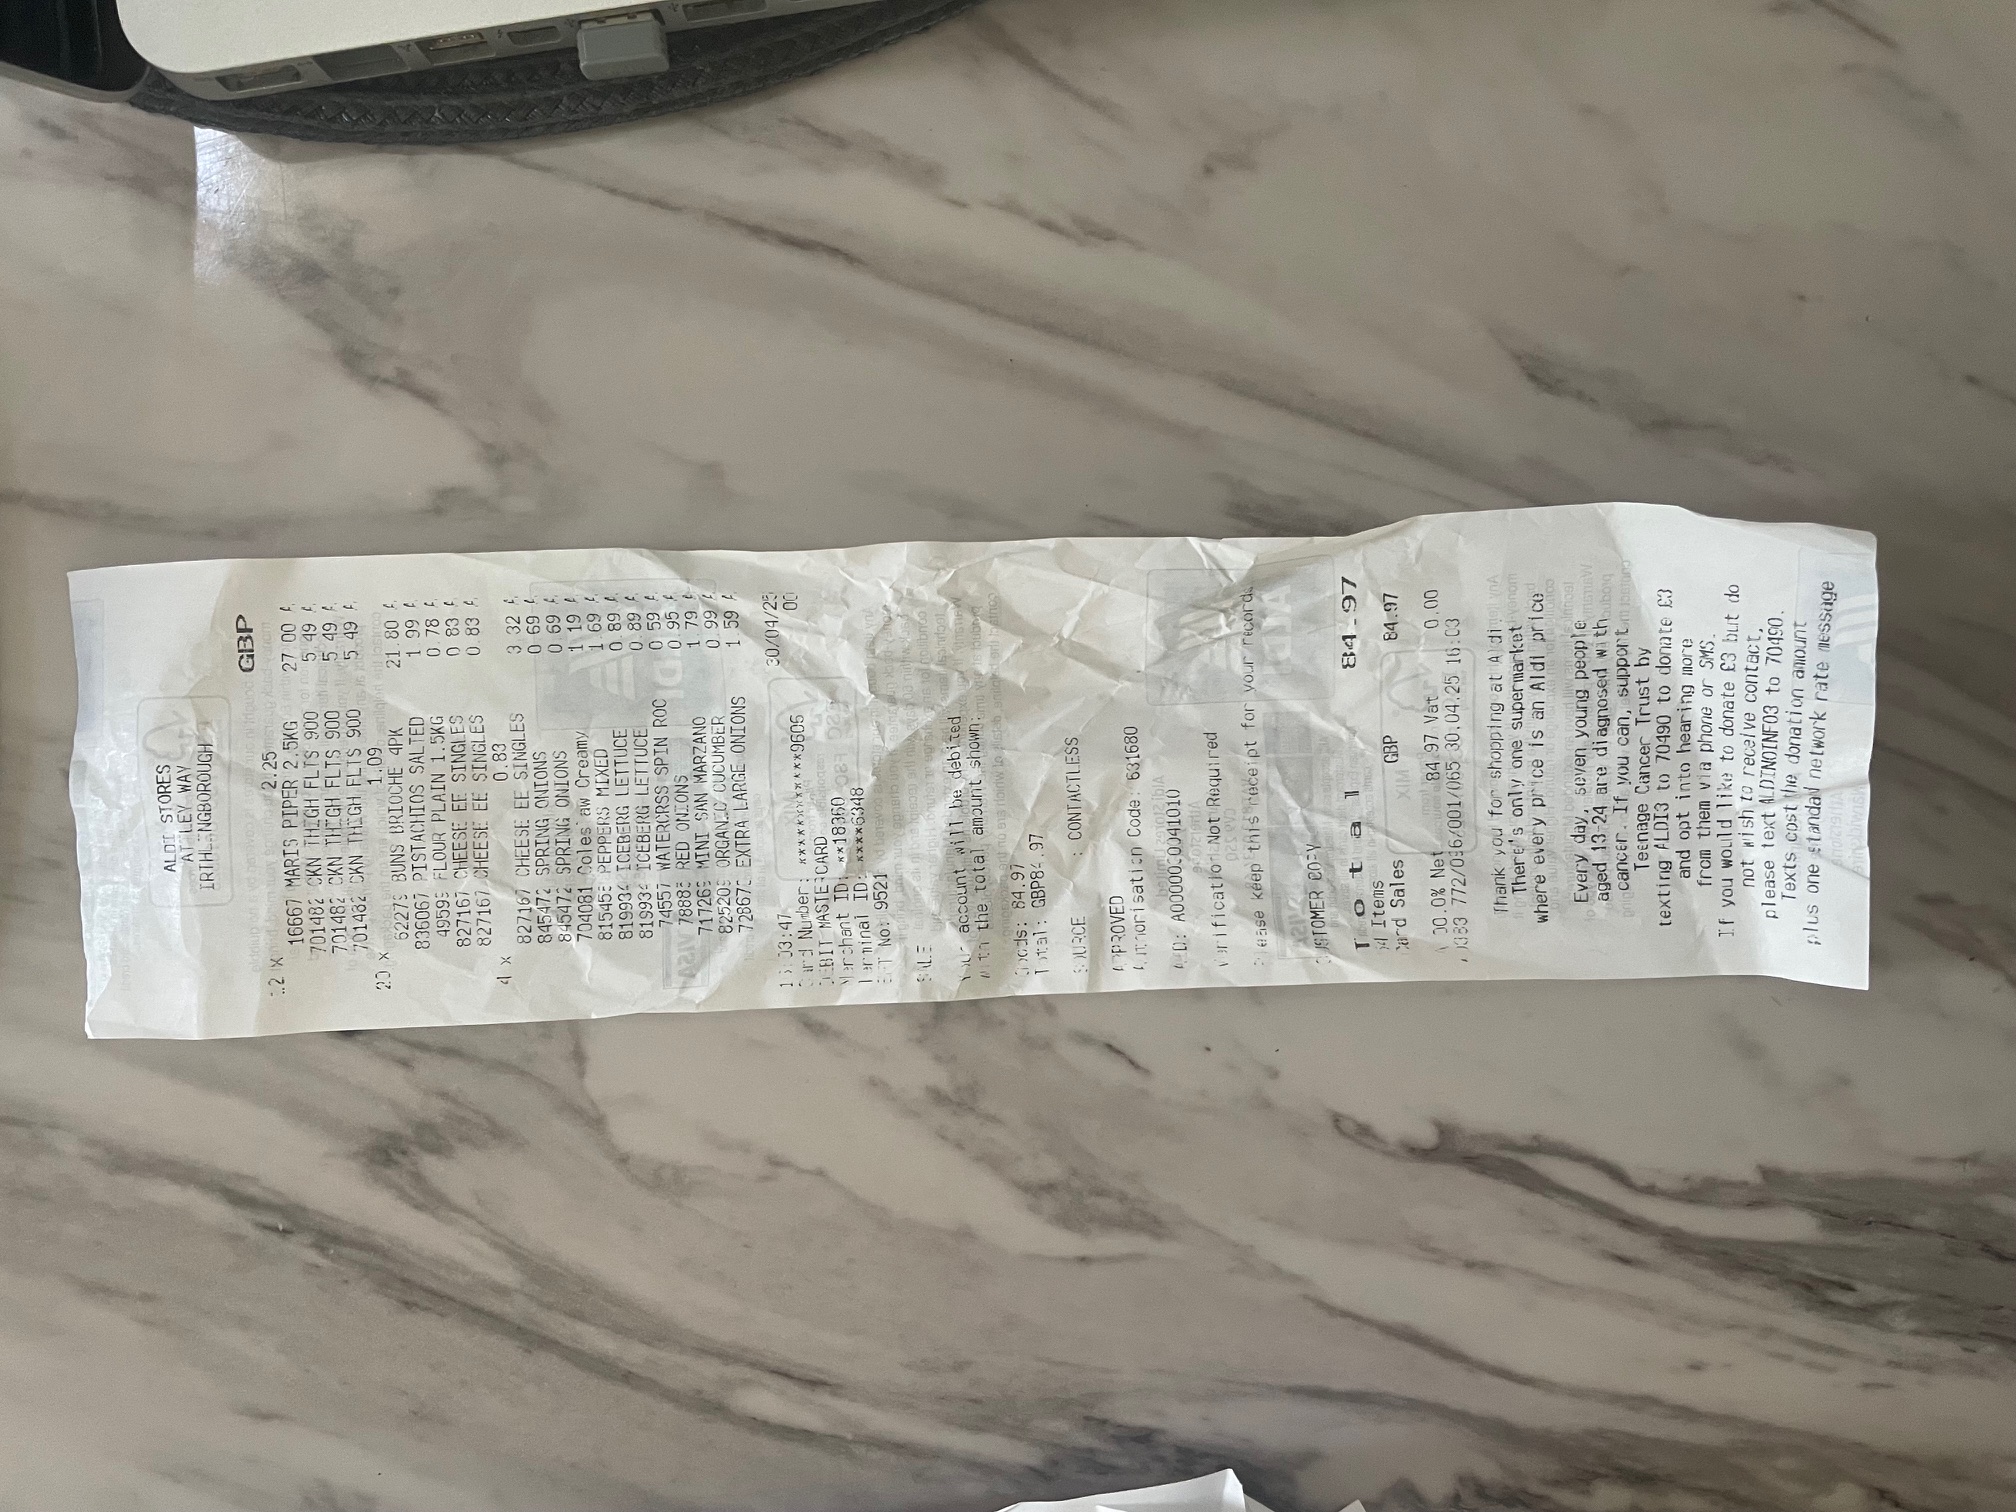 ALDI STORES
ATTLEY WAY
IRTHLINGBOROUGH
GBP
12 x 2.25
16667 MARIS PIPER 2.5KG 27 00 A
701482 CKN THIGH FLTS 900 5 49 A
701482 CKN THIGH FLTS 900 5 49 A
701482 CKN THIGH FLTS 900 5 49 A
20 x 1.09
BUNS BRIOCHE 4PK 21.80 A
836067 PISTACHIOS SALTED 1 99 A
FLOUR PLAIN 1.5KG 0.78 A
827167 CHEESE EE SINGLES 0 83 A
827167 CHEESE EE SINGLES 0 83 A
4 x 0.83
827167 CHEESE EE SINGLES 3 32 A
845472 SPRING ONIONS 0 69 A
845472 SPRING ONIONS 0 69 A
704081 Coleslaw Creamy 1 19 A
PEPPERS MIXED 1.69 A
819934 ICEBERG LETTUCE 0.89 A
819934 ICEBERG LETTUCE 0 89 A
74557 WATERCRSS SPIN ROC 0 59 A
RED ONIONS 0 95 A
MINI SAN MARZANO 1 79 A
ORGANIC CUCUMBER 0 99 A
EXTRA LARGE ONIONS 1 59 A
16:03:47 30/04/25
Card Number: ************9606 00
DEBIT MASTERCARD
Merchant ID: **18360
Terminal ID: ****6348
EFT No: 9521
SALE
Your account will be debited
with the total amount shown:
Goods: 84.97
Total: GBP84.97
SOURCE : CONTACTLESS
APPROVED
Authorisation Code: 631680
AID: A0000000041010
Verification Not Required
Please keep this receipt for your records
CUSTOMER COPY
Total 84.97
54 Items
Card Sales GBP 84.97
A 00.0% Net 84.97 Vat 0.00
772/036/001/065 30.04.25 16:03
Thank you for shopping at Aldi.
There's only one supermarket
where every price is an Aldi price
Every day, seven young people
aged 13-24 are diagnosed with
cancer. If you can, support
Teenage Cancer Trust by
texting ALDI3 to 70490 to donate £3
and opt into hearing more
from them via phone or SMS.
If you would like to donate £3 but do
not wish to receive contact,
please text ALDINOINFO3 to 70490.
Texts cost the donation amount
plus one standad network rate message